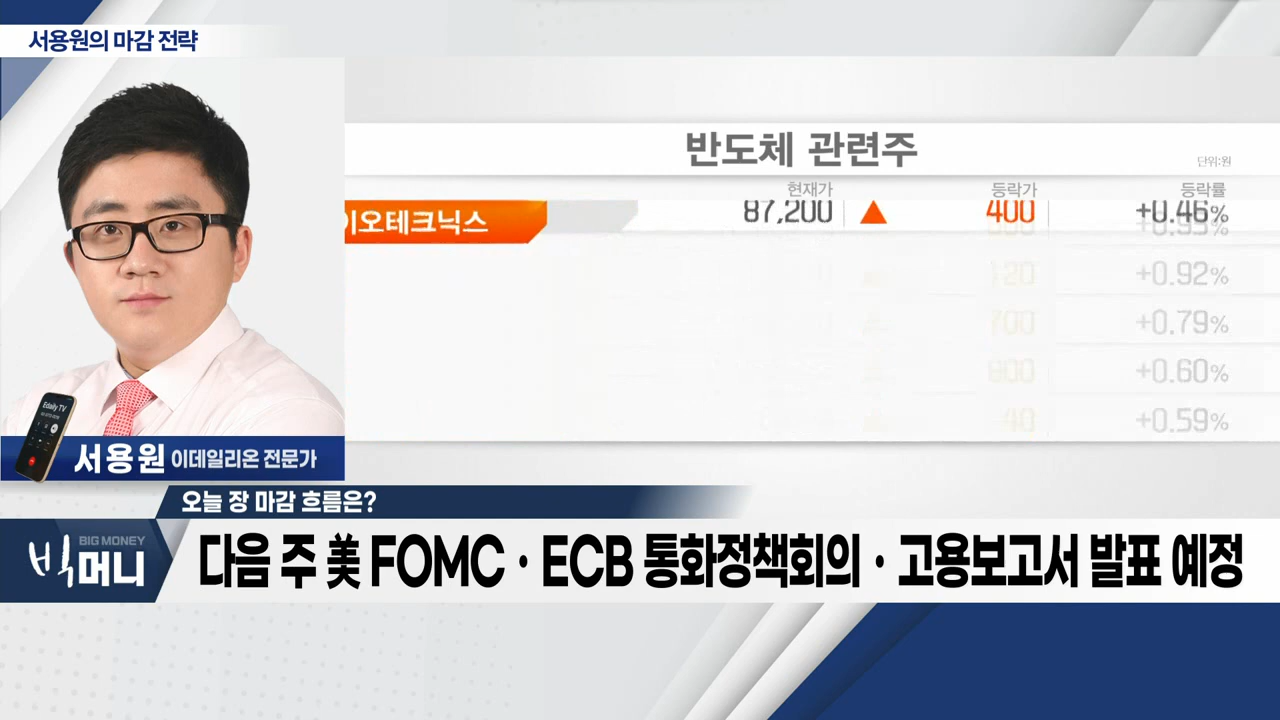 서용원의 마감 전략
반도체 관련주
단위:원
현재가 등락가 등락률
이오테크닉스 87,200 ▲ 400 +0.46%
120 +0.92%
700 +0.79%
800 +0.60%
40 +0.59%
Edaily TV
서용원 이데일리온 전문가
오늘 장 마감 흐름은?
BIG MONEY
빅머니
다음 주 美 FOMC · ECB 통화정책회의 · 고용보고서 발표 예정